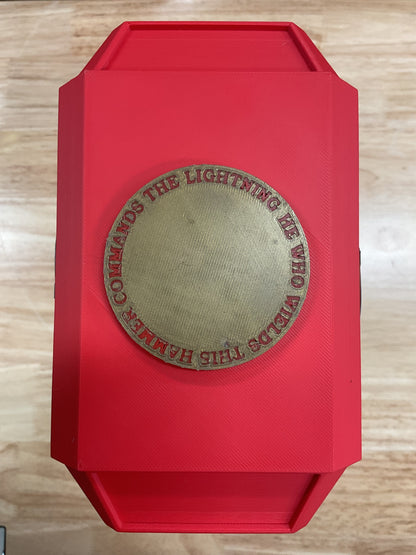 HE WHO WIELDS THIS HAMMER COMMANDS THE LIGHTNING